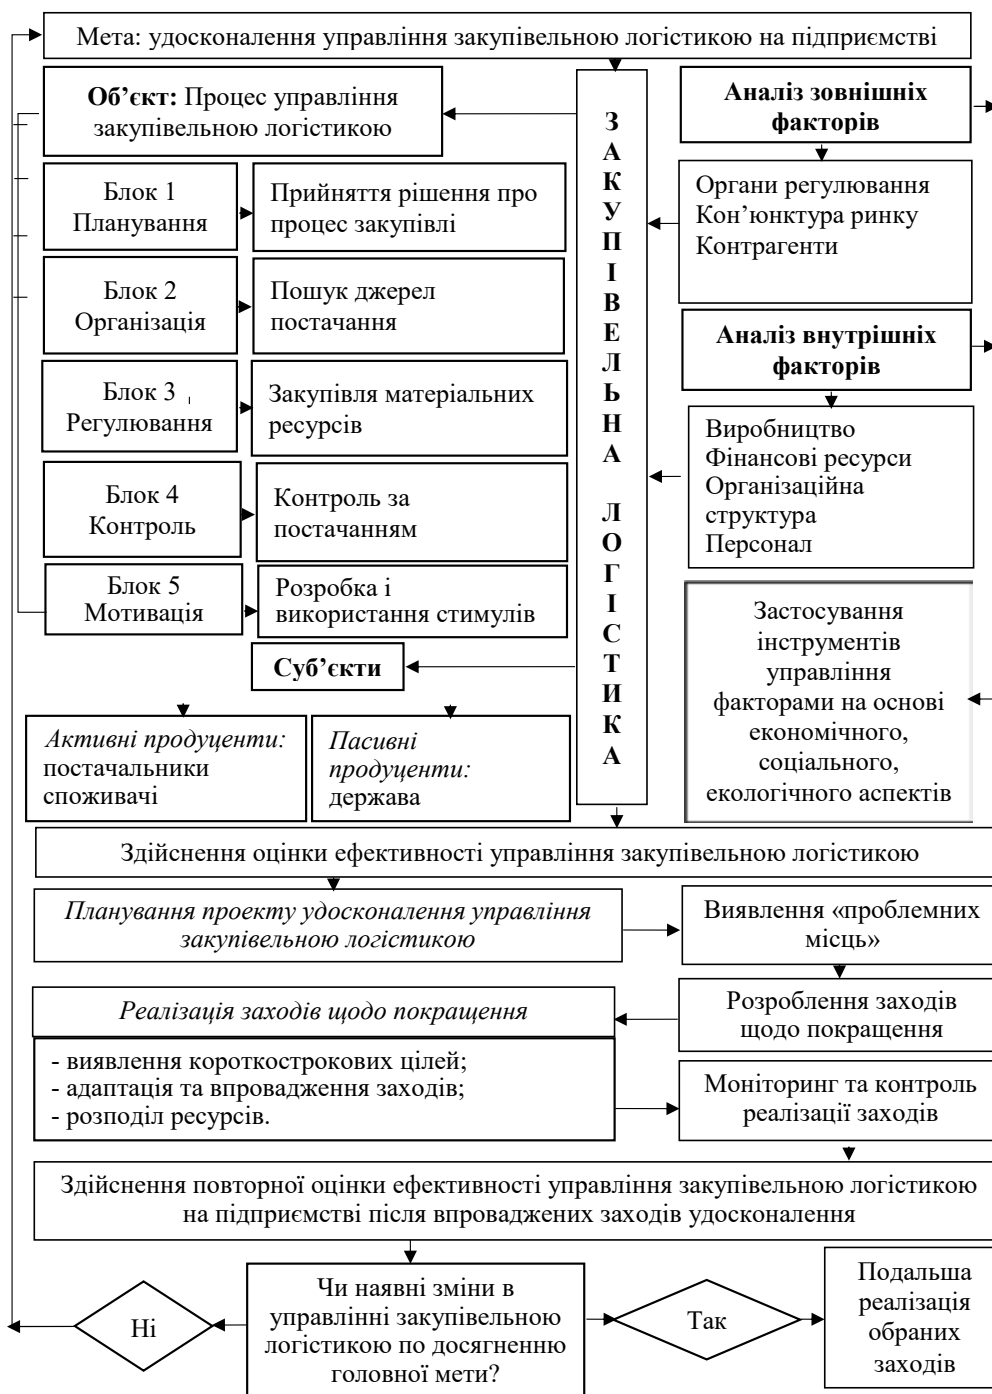 Мета: удосконалення управління закупівельною логістикою на підприємстві
Об’єкт: Процес управління
закупівельною логістикою
Блок 1
Планування
Прийняття рішення про
процес закупівлі
Блок 2
Організація
Пошук джерел
постачання
Блок 3
Регулювання
Закупівля матеріальних
ресурсів
Блок 4
Контроль
Контроль за
постачанням
Блок 5
Мотивація
Розробка і
використання стимулів
Суб’єкти
Активні продуценти:
постачальники
споживачі
Пасивні
продуценти:
держава
З
А
К
У
П
І
В
Е
Л
Ь
Н
А
Л
О
Г
І
С
Т
И
К
А
Аналіз зовнішніх
факторів
Органи регулювання
Кон’юнктура ринку
Контрагенти
Аналіз внутрішніх
факторів
Виробництво
Фінансові ресурси
Організаційна
структура
Персонал
Застосування
інструментів
управління
факторами на основі
економічного,
соціального,
екологічного аспектів
Здійснення оцінки ефективності управління закупівельною логістикою
Планування проекту удосконалення управління
закупівельною логістикою
Виявлення «проблемних
місць»
Розроблення заходів
щодо покращення
Реалізація заходів щодо покращення
- виявлення короткострокових цілей;
- адаптація та впровадження заходів;
- розподіл ресурсів.
Моніторинг та контроль
реалізації заходів
Здійснення повторної оцінки ефективності управління закупівельною логістикою
на підприємстві після впроваджених заходів удосконалення
Ні
Чи наявні зміни в
управлінні закупівельною
логістикою по досягненню
головної мети?
Так
Подальша
реалізація
обраних
заходів